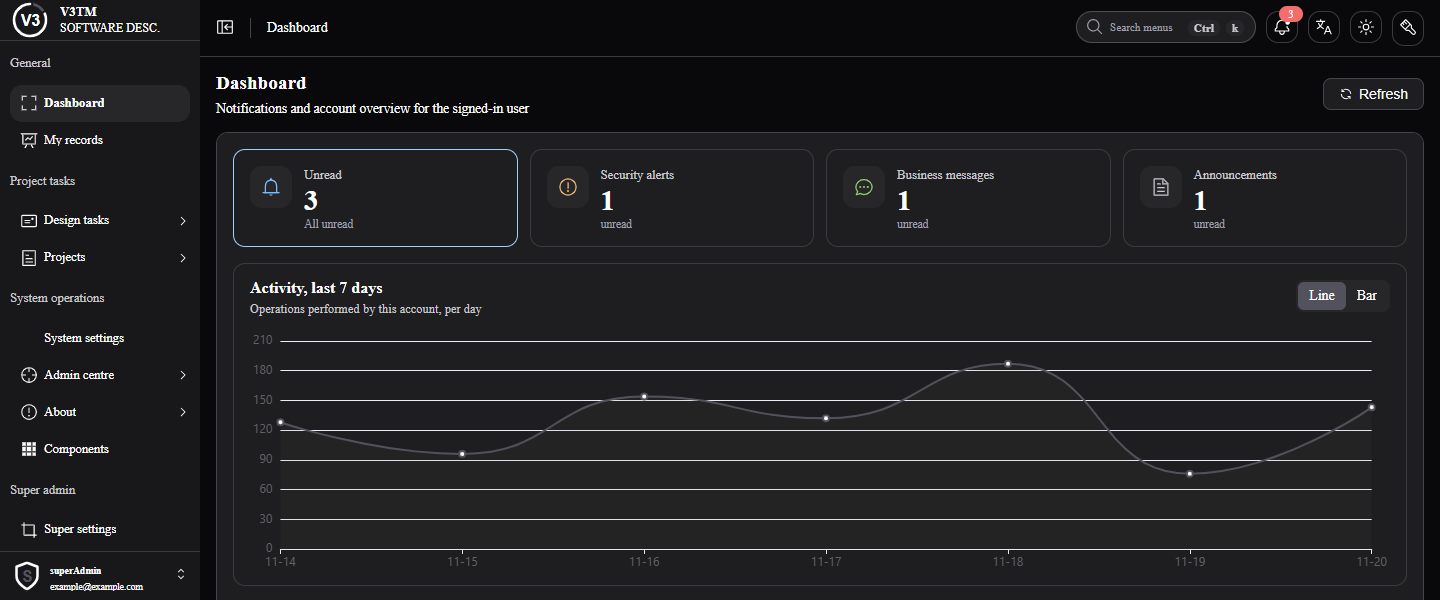 V3
V3TM
SOFTWARE DESC.
General
Dashboard
My records
Project tasks
Design tasks
Projects
System operations
System settings
Admin centre
About
Components
Super admin
Super settings
S
superAdmin
example@example.com
Dashboard
Search menus Ctrl k
3
Dashboard
Notifications and account overview for the signed-in user
Refresh
Unread
3
All unread
Security alerts
1
unread
Business messages
1
unread
Announcements
1
unread
Activity, last 7 days
Operations performed by this account, per day
Line Bar
210
180
150
120
90
60
30
0
11-14 11-15 11-16 11-17 11-18 11-19 11-20